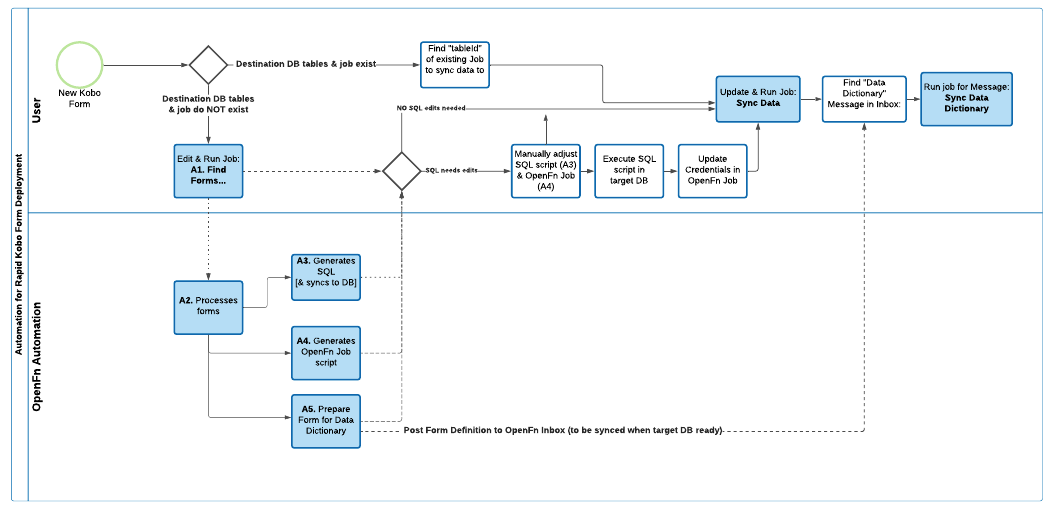 Automation for Rapid Kobo Form Deployment
User
New Kobo
Form
Destination DB tables & job exist
Destination DB tables
& job do NOT exist
Find "tableId"
of existing Job
to sync data to
NO SQL edits needed
Update & Run Job:
Sync Data
Find "Data
Dictionary"
Message in Inbox:
Run job for Message:
Sync Data
Dictionary
Edit & Run Job:
A1. Find
Forms...
SQL needs edits
Manually adjust
SQL script (A3)
& OpenFn Job
(A4)
Execute SQL
script in
target DB
Update
Credentials in
OpenFn Job
OpenFn Automation
A2. Processes
forms
A3. Generates
SQL
[& syncs to DB]
A4. Generates
OpenFn Job
script
A5. Prepare
Form for Data
Dictionary
Post Form Definition to OpenFn Inbox (to be synced when target DB ready)